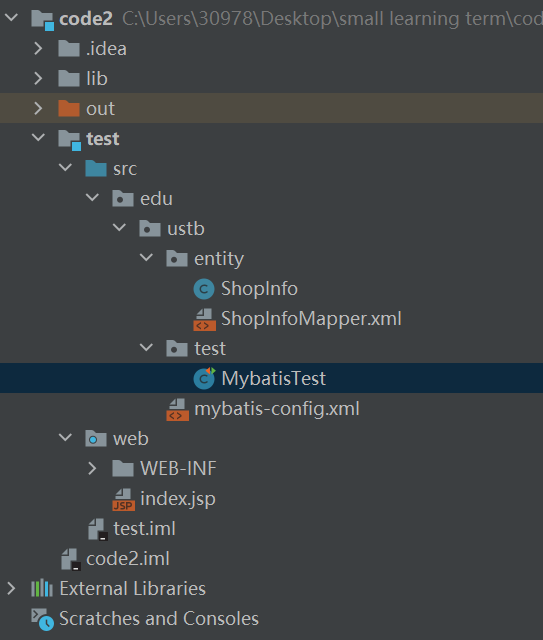 code2 C:\Users\30978\Desktop\small learning term\cod
.idea
lib
out
test
src
edu
ustb
entity
C ShopInfo
<> ShopInfoMapper.xml
test
C MybatisTest
<> mybatis-config.xml
web
WEB-INF
JSP index.jsp
test.iml
code2.iml
External Libraries
Scratches and Consoles